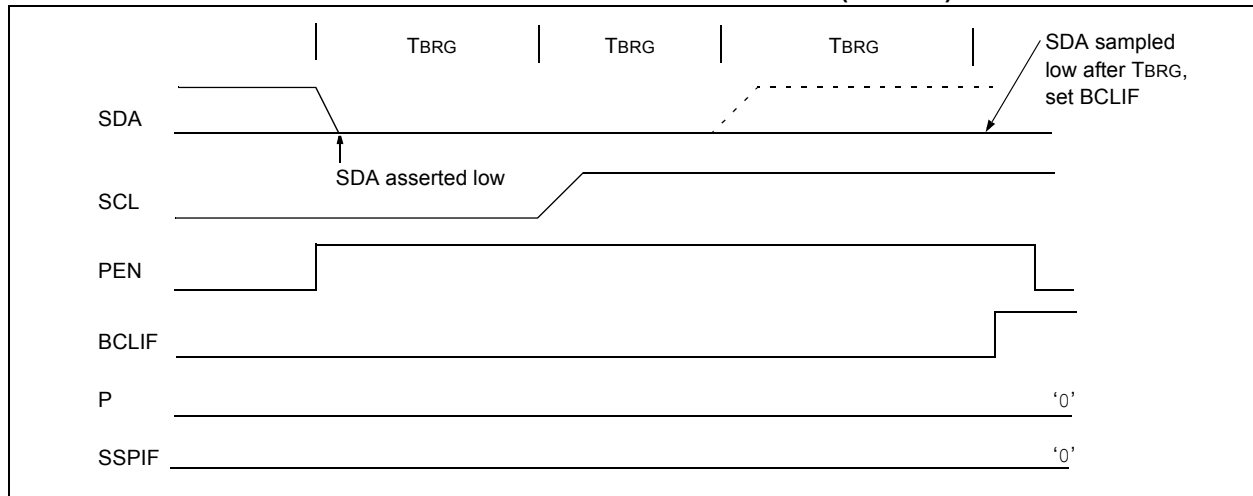 TBRG TBRG TBRG
SDA sampled
low after TBRG,
set BCLIF
SDA
SDA asserted low
SCL
PEN
BCLIF
P
‘0’
SSPIF
‘0’